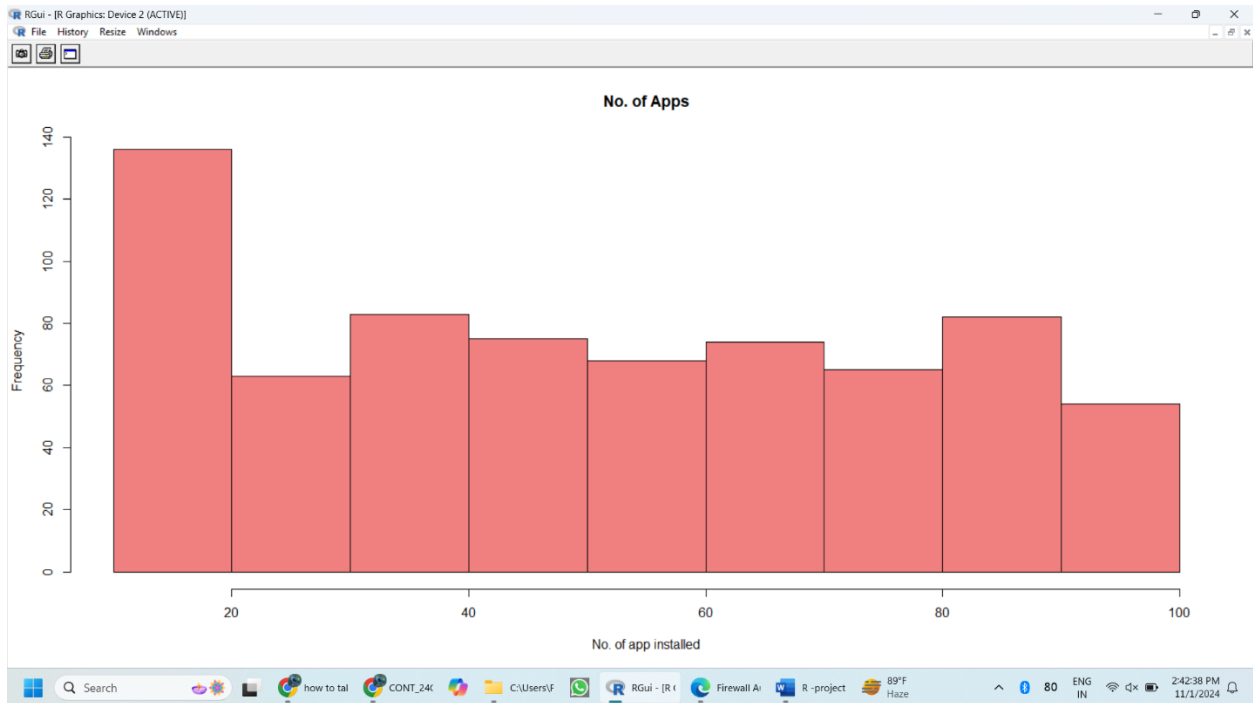 RGui - [R Graphics: Device 2 (ACTIVE)]
File History Resize Windows
No. of Apps
140
120
100
80
60
40
20
0
Frequency
20 40 60 80 100
No. of app installed
Search how to tal CONT_24( C:\Users\F RGui - [R ( Firewall A R -project 89°F Haze 80 ENG IN 2:42:38 PM 11/1/2024